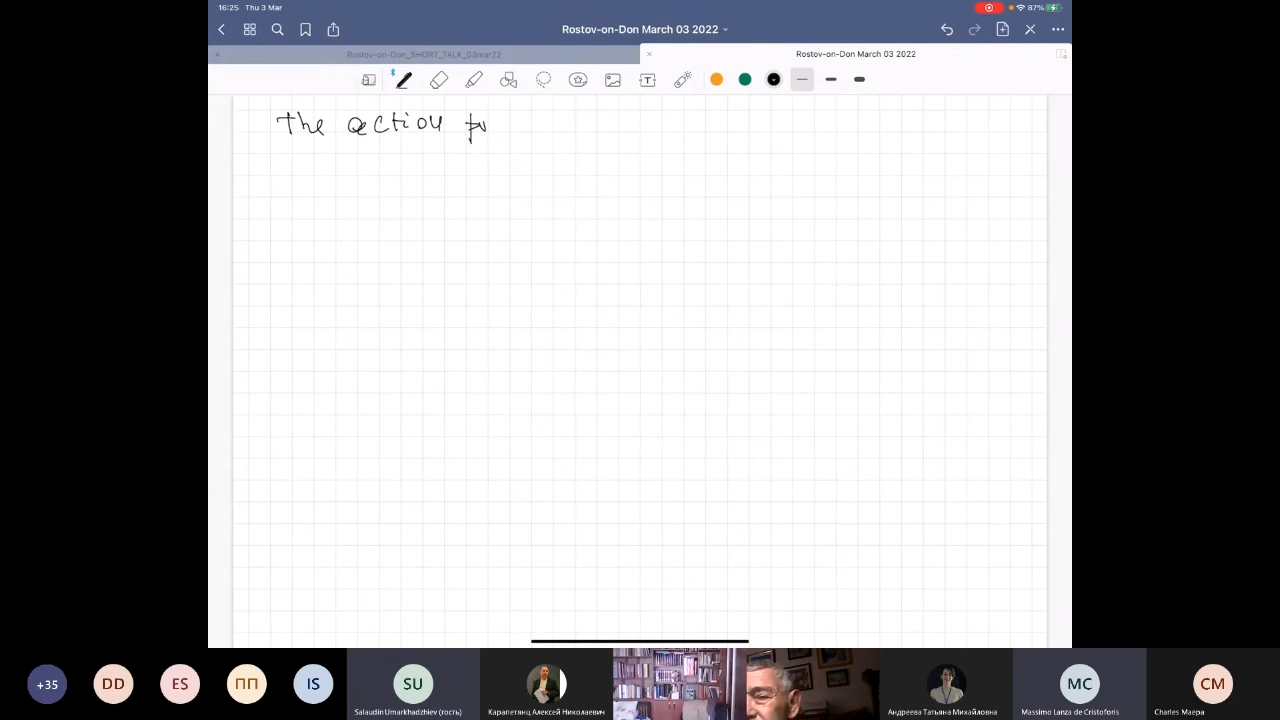 16:25 Thu 3 Mar
87%
Rostov-on-Don March 03 2022
Rostov-on-Don_SHORT_TALK_03mar22
Rostov-on-Don March 03 2022
The action fu
+35
DD
ES
ПП
IS
SU
MC
CM
Salaudin Umarkhadzhiev (гость)
Карапетянц Алексей Николаевич
Андреева Татьяна Михайловна
Massimo Lanza de Cristoforis
Charles Maepa